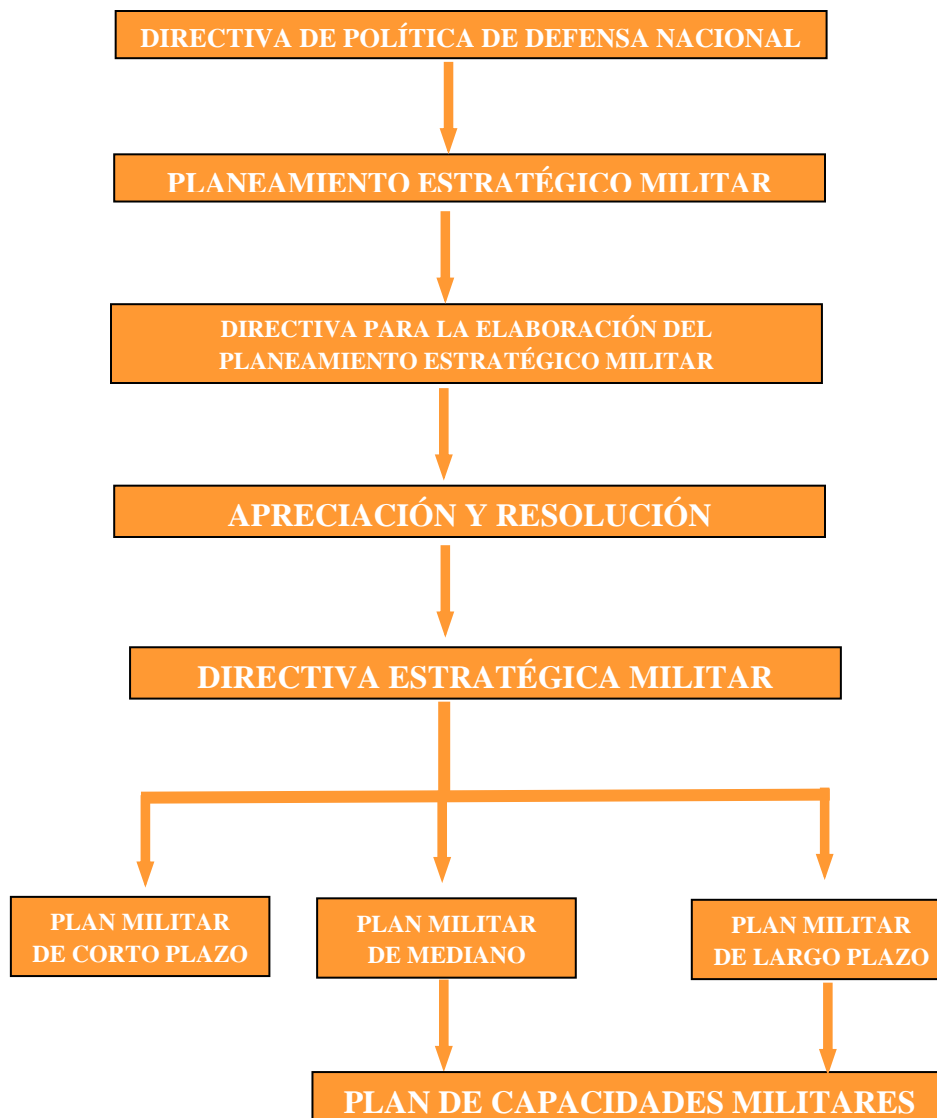 DIRECTIVA DE POLÍTICA DE DEFENSA NACIONAL
PLANEAMIENTO ESTRATÉGICO MILITAR
DIRECTIVA PARA LA ELABORACIÓN DEL
PLANEAMIENTO ESTRATÉGICO MILITAR
APRECIACIÓN Y RESOLUCIÓN
DIRECTIVA ESTRATÉGICA MILITAR
PLAN MILITAR
DE CORTO PLAZO
PLAN MILITAR
DE MEDIANO
PLAN MILITAR
DE LARGO PLAZO
PLAN DE CAPACIDADES MILITARES